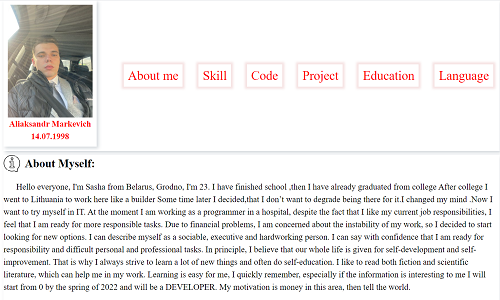 About me
Skill
Code
Project
Education
Language
Aliaksandr Markevich
14.07.1998
About Myself:
Hello everyone, I'm Sasha from Belarus, Grodno, I'm 23. I have finished school ,then I have already graduated from college After college I
went to Lithuania to work here like a builder Some time later I decided,that I don't want to degrade being there for it.I changed my mind .Now I
want to try myself in IT. At the moment I am working as a programmer in a hospital, despite the fact that I like my current job responsibilities, I
feel that I am ready for more responsible tasks. Due to financial problems, I am concerned about the instability of my work, so I decided to start
looking for new options. I can describe myself as a sociable, executive and hardworking person. I can say with confidence that I am ready for
responsibility and difficult personal and professional tasks. In principle, I believe that our whole life is given for self-development and self-
improvement. That is why I always strive to learn a lot of new things and often do self-education. I like to read both fiction and scientific
literature, which can help me in my work. Learning is easy for me, I quickly remember, especially if the information is interesting to me I will
start from 0 by the spring of 2022 and will be a DEVELOPER. My motivation is money in this area, then tell the world.